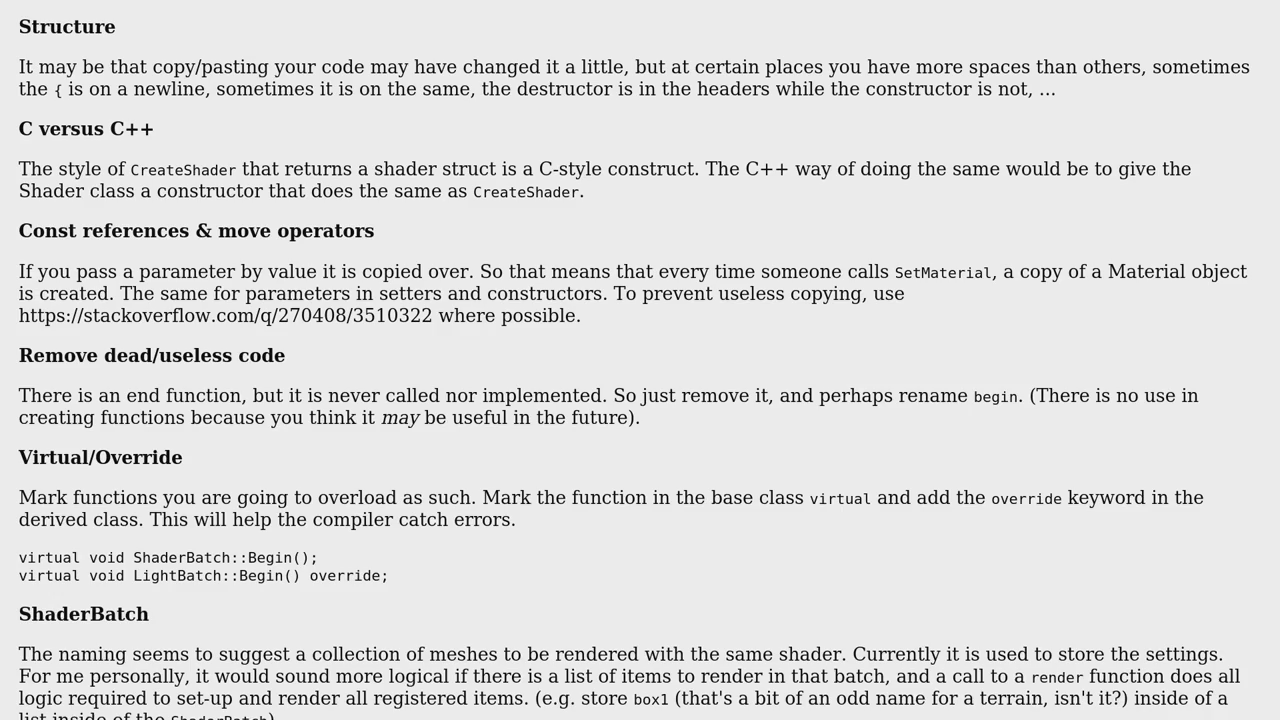 Structure
It may be that copy/pasting your code may have changed it a little, but at certain places you have more spaces than others, sometimes
the { is on a newline, sometimes it is on the same, the destructor is in the headers while the constructor is not, ...
C versus C++
The style of CreateShader that returns a shader struct is a C-style construct. The C++ way of doing the same would be to give the
Shader class a constructor that does the same as CreateShader.
Const references & move operators
If you pass a parameter by value it is copied over. So that means that every time someone calls SetMaterial, a copy of a Material object
is created. The same for parameters in setters and constructors. To prevent useless copying, use
https://stackoverflow.com/q/270408/3510322 where possible.
Remove dead/useless code
There is an end function, but it is never called nor implemented. So just remove it, and perhaps rename begin. (There is no use in
creating functions because you think it may be useful in the future).
Virtual/Override
Mark functions you are going to overload as such. Mark the function in the base class virtual and add the override keyword in the
derived class. This will help the compiler catch errors.
virtual void ShaderBatch::Begin();
virtual void LightBatch::Begin() override;
ShaderBatch
The naming seems to suggest a collection of meshes to be rendered with the same shader. Currently it is used to store the settings.
For me personally, it would sound more logical if there is a list of items to render in that batch, and a call to a render function does all
logic required to set-up and render all registered items. (e.g. store box1 (that's a bit of an odd name for a terrain, isn't it?) inside of a
list inside of the ShaderBatch)